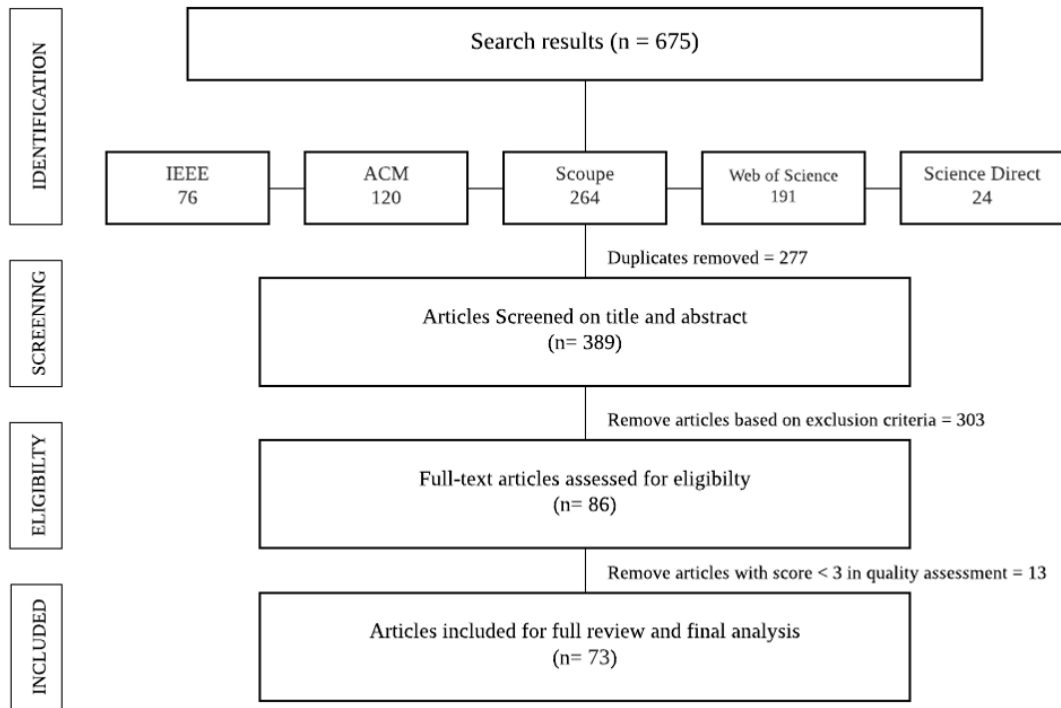 IDENTIFICATION
Search results (n = 675)
IEEE
76
ACM
120
Scoupe
264
Web of Science
191
Science Direct
24
Duplicates removed = 277
SCREENING
Articles Screened on title and abstract
(n= 389)
Remove articles based on exclusion criteria = 303
ELIGIBILTY
Full-text articles assessed for eligibilty
(n= 86)
Remove articles with score < 3 in quality assessment = 13
INCLUDED
Articles included for full review and final analysis
(n= 73)